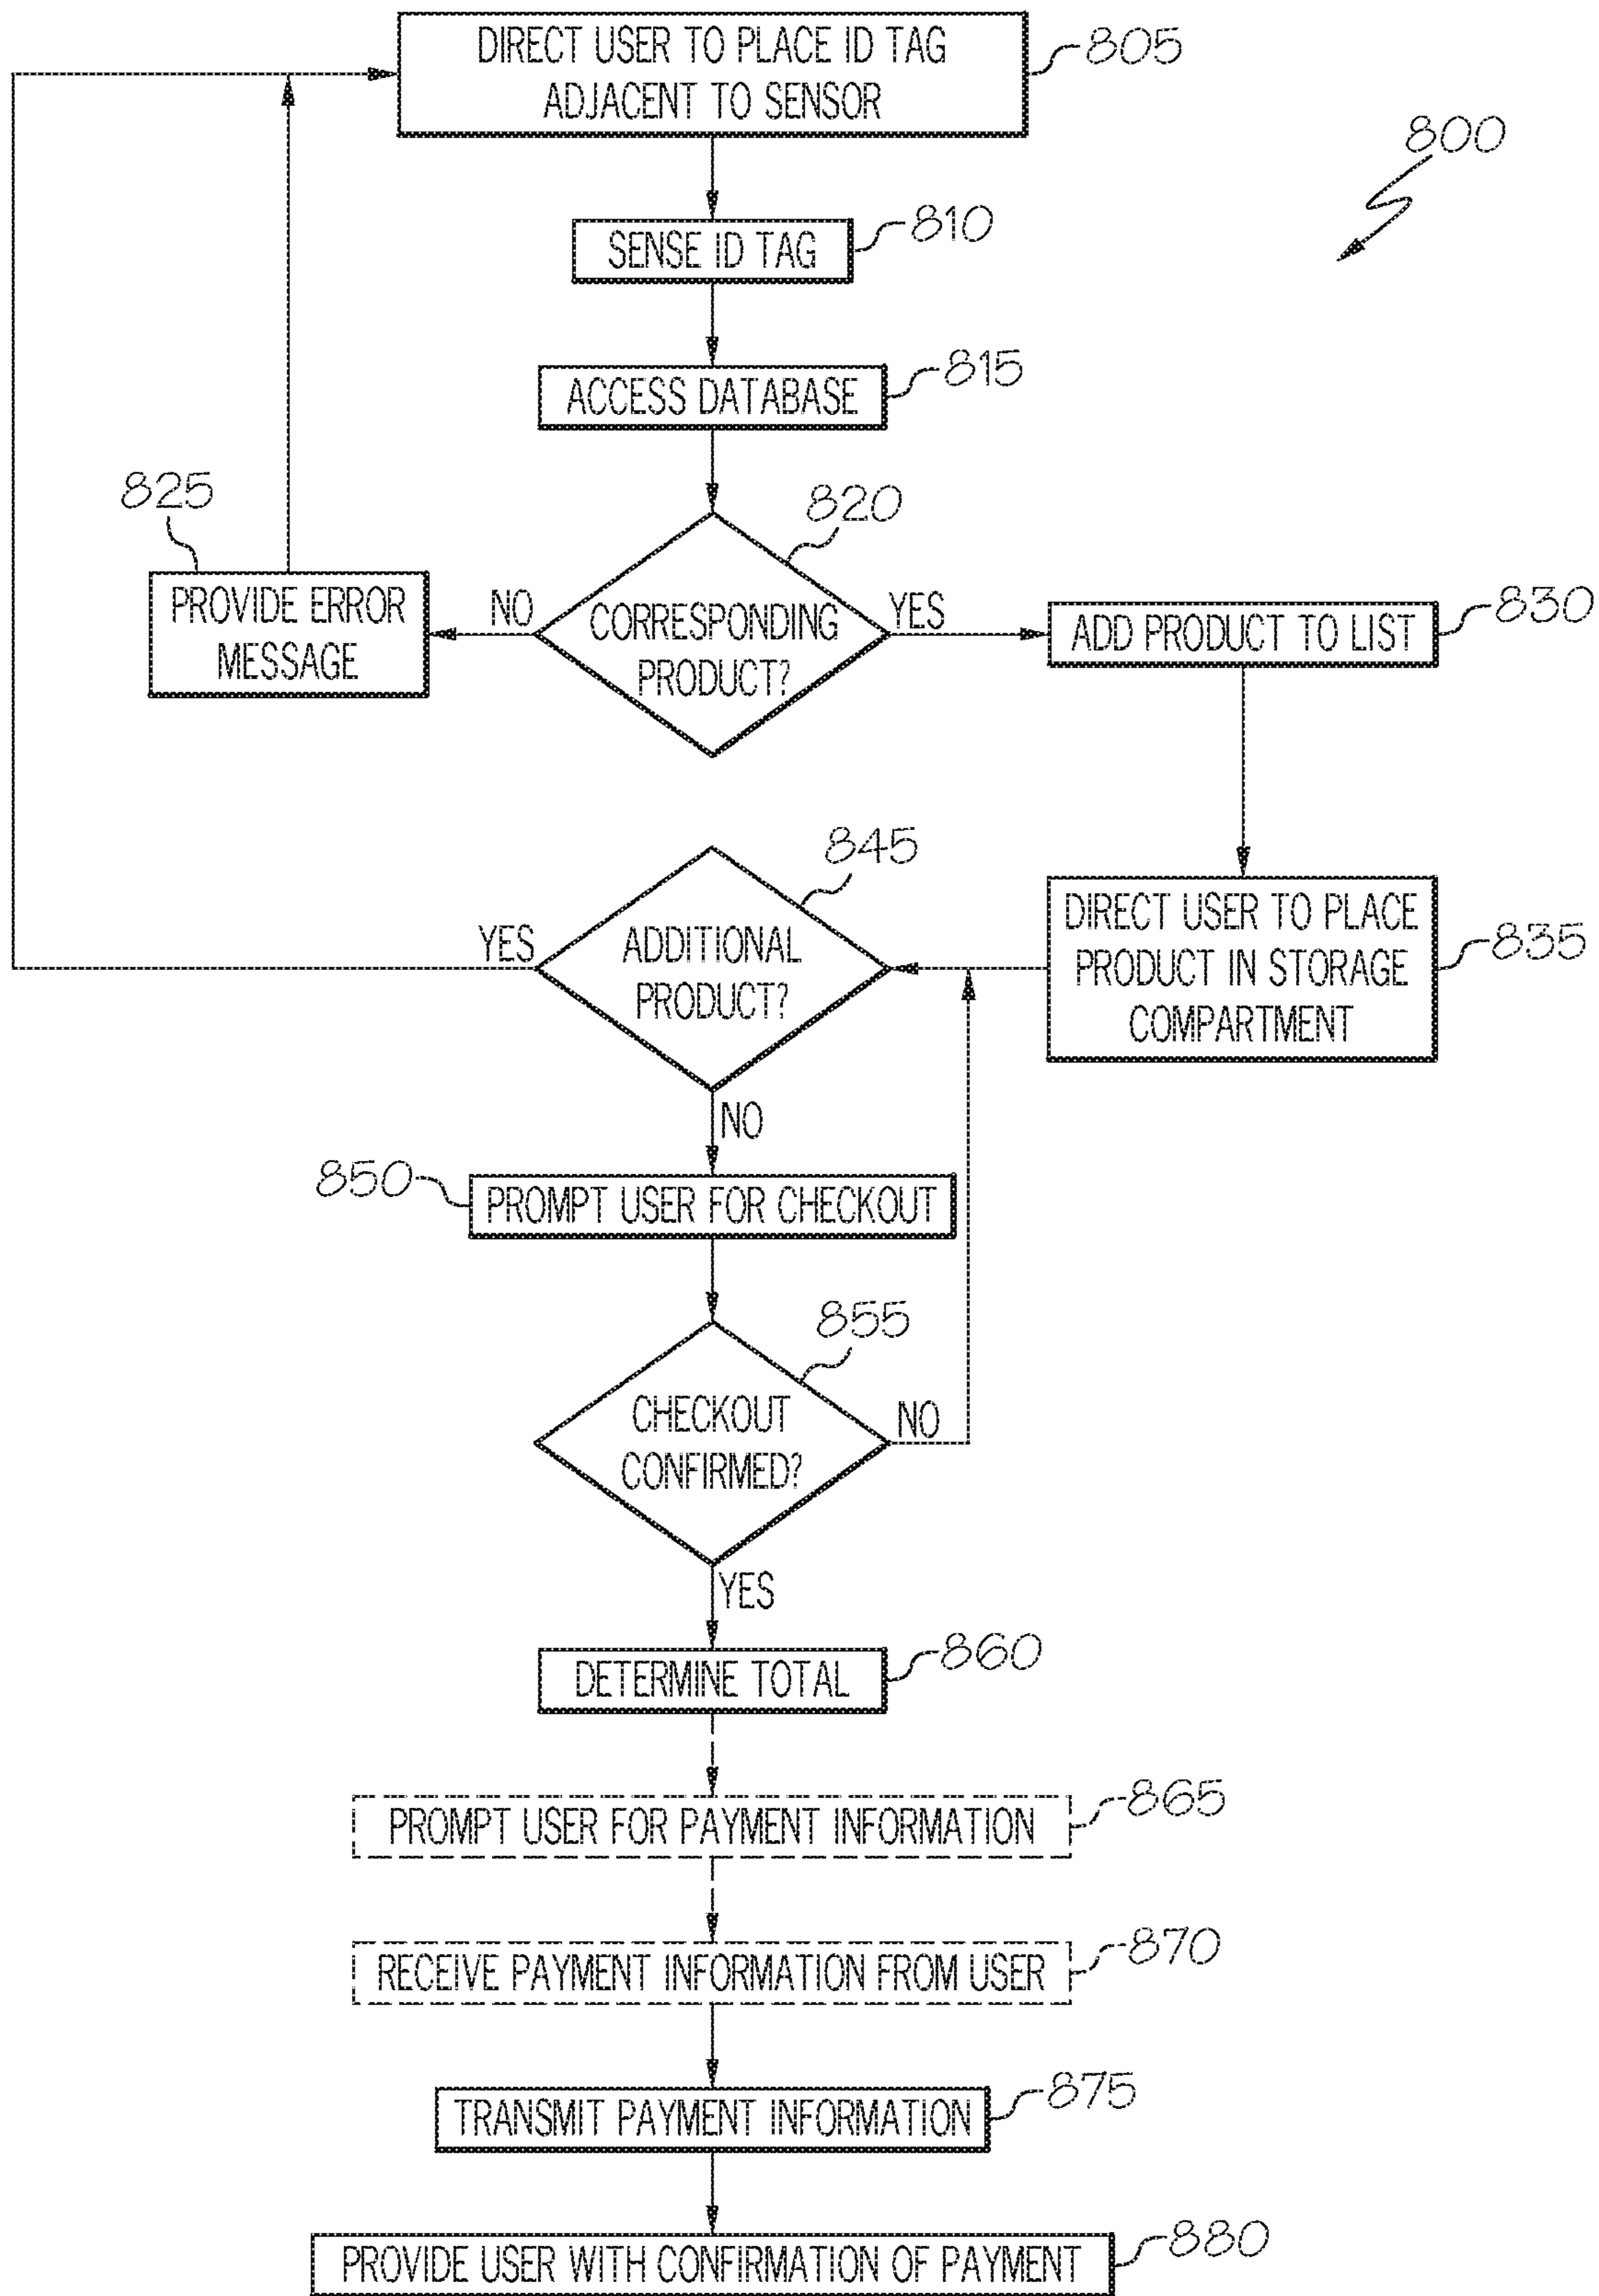 DIRECT USER TO PLACE ID TAG
ADJACENT TO SENSOR
805
800
SENSE ID TAG
810
ACCESS DATABASE
815
820
CORRESPONDING
PRODUCT?
NO
YES
825
PROVIDE ERROR
MESSAGE
ADD PRODUCT TO LIST
830
DIRECT USER TO PLACE
PRODUCT IN STORAGE
COMPARTMENT
835
845
ADDITIONAL
PRODUCT?
YES
NO
850
PROMPT USER FOR CHECKOUT
855
CHECKOUT
CONFIRMED?
NO
YES
DETERMINE TOTAL
860
PROMPT USER FOR PAYMENT INFORMATION
865
RECEIVE PAYMENT INFORMATION FROM USER
870
TRANSMIT PAYMENT INFORMATION
875
PROVIDE USER WITH CONFIRMATION OF PAYMENT
880